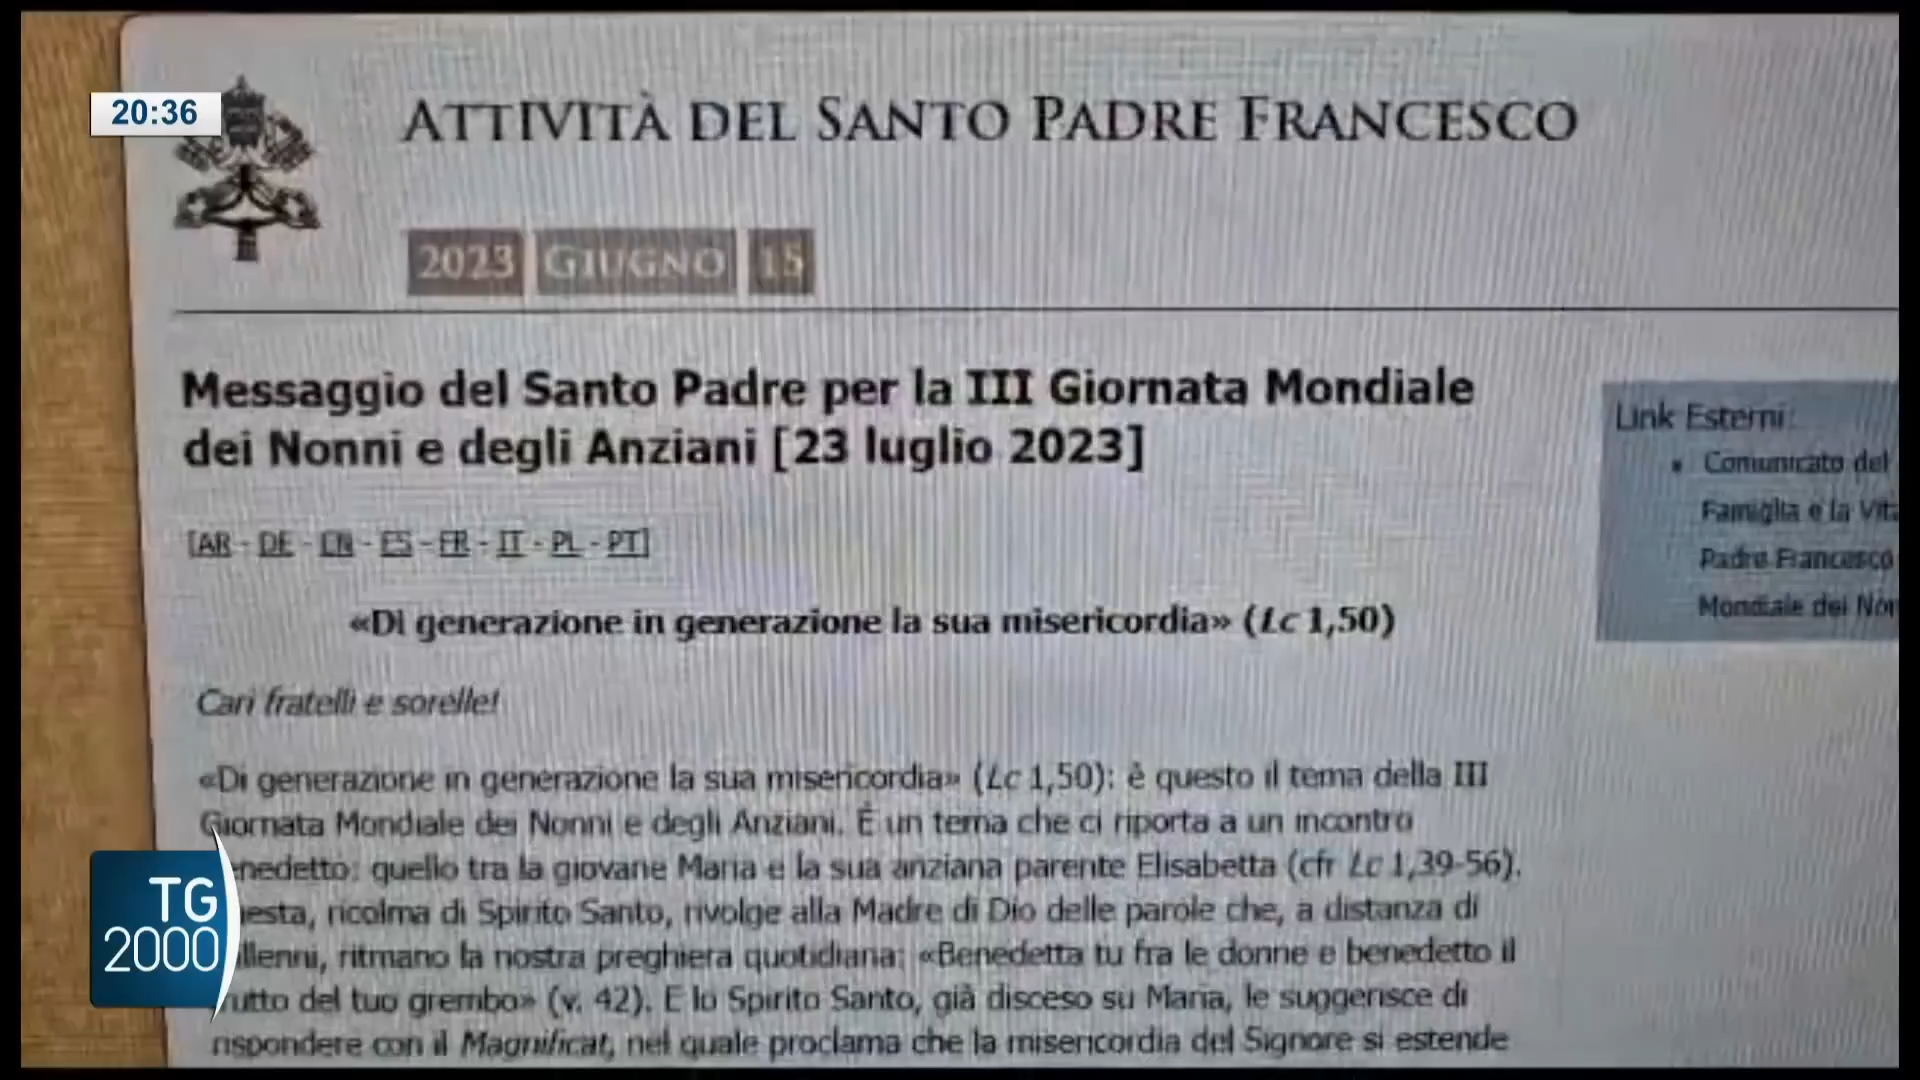 20:36
ATTIVITÀ DEL SANTO PADRE FRANCESCO
2023 GIUGNO 15
Messaggio del Santo Padre per la III Giornata Mondiale
dei Nonni e degli Anziani [23 luglio 2023]
[AR - DE - EN - ES - FR - IT - PL - PT]
«Di generazione in generazione la sua misericordia» (Lc 1,50)
Cari fratelli e sorelle!
«Di generazione in generazione la sua misericordia» (Lc 1,50): è questo il tema della III
Giornata Mondiale dei Nonni e degli Anziani. È un tema che ci riporta a un incontro
enedetto: quello tra la giovane Maria e la sua anziana parente Elisabetta (cfr Lc 1,39-56).
esta, ricolma di Spirito Santo, rivolge alla Madre di Dio delle parole che, a distanza di
llenni, ritmano la nostra preghiera quotidiana: «Benedetta tu fra le donne e benedetto il
utto del tuo grembo» (v. 42). E lo Spirito Santo, già disceso su Maria, le suggerisce di
rispondere con il Magnificat, nel quale proclama che la misericordia del Signore si estende
Link Esterni:
Comunicato del
Famiglia e la Vita
Padre Francesco
Mondiale dei Non
TG
2000